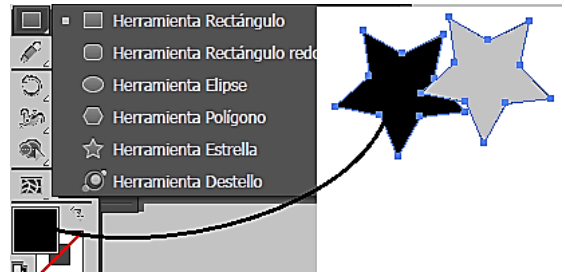 Herramienta Rectángulo
Herramienta Rectángulo redo
Herramienta Elipse
Herramienta Polígono
Herramienta Estrella
Herramienta Destello